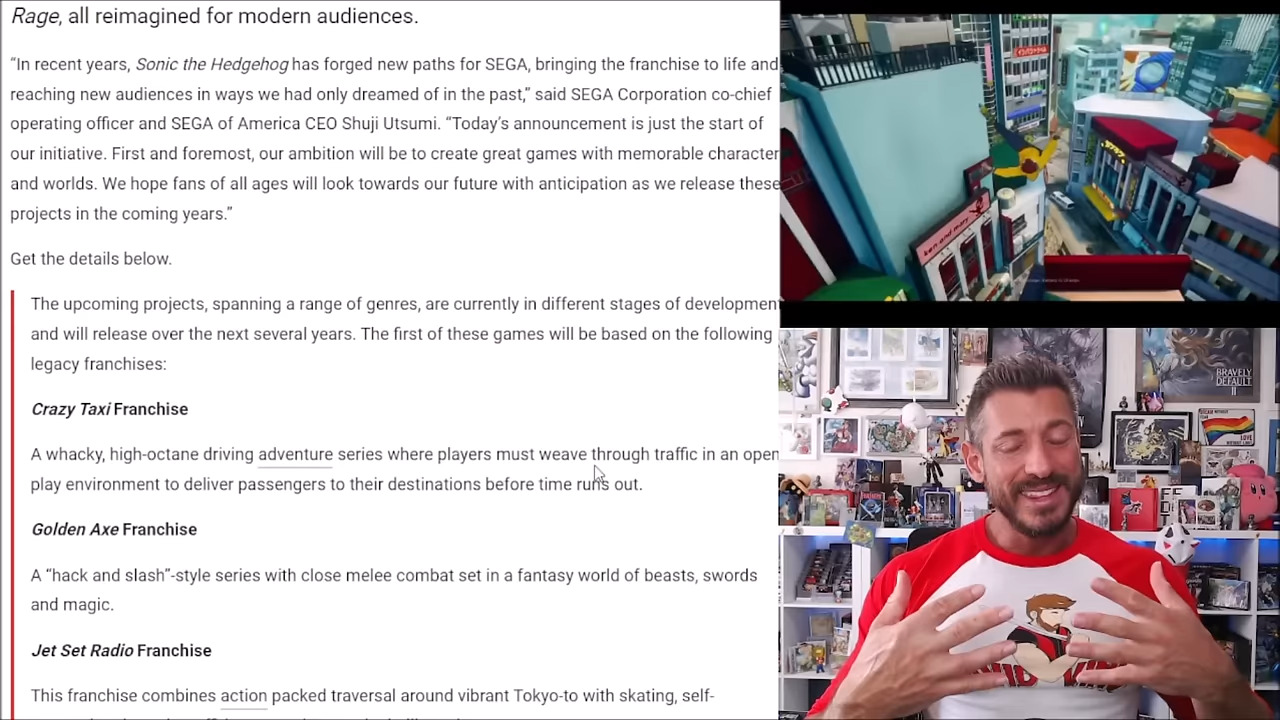 Rage, all reimagined for modern audiences.
“In recent years, Sonic the Hedgehog has forged new paths for SEGA, bringing the franchise to life and
reaching new audiences in ways we had only dreamed of in the past,” said SEGA Corporation co-chief
operating officer and SEGA of America CEO Shuji Utsumi. “Today’s announcement is just the start of
our initiative. First and foremost, our ambition will be to create great games with memorable character
and worlds. We hope fans of all ages will look towards our future with anticipation as we release these
projects in the coming years.”
Get the details below.
The upcoming projects, spanning a range of genres, are currently in different stages of developmen
and will release over the next several years. The first of these games will be based on the following
legacy franchises:
Crazy Taxi Franchise
A whacky, high-octane driving adventure series where players must weave through traffic in an open
play environment to deliver passengers to their destinations before time runs out.
Golden Axe Franchise
A “hack and slash”-style series with close melee combat set in a fantasy world of beasts, swords
and magic.
Jet Set Radio Franchise
This franchise combines action packed traversal around vibrant Tokyo-to with skating, self-
ken and mary
BRAVELY
DEFAULT
II
LOVE